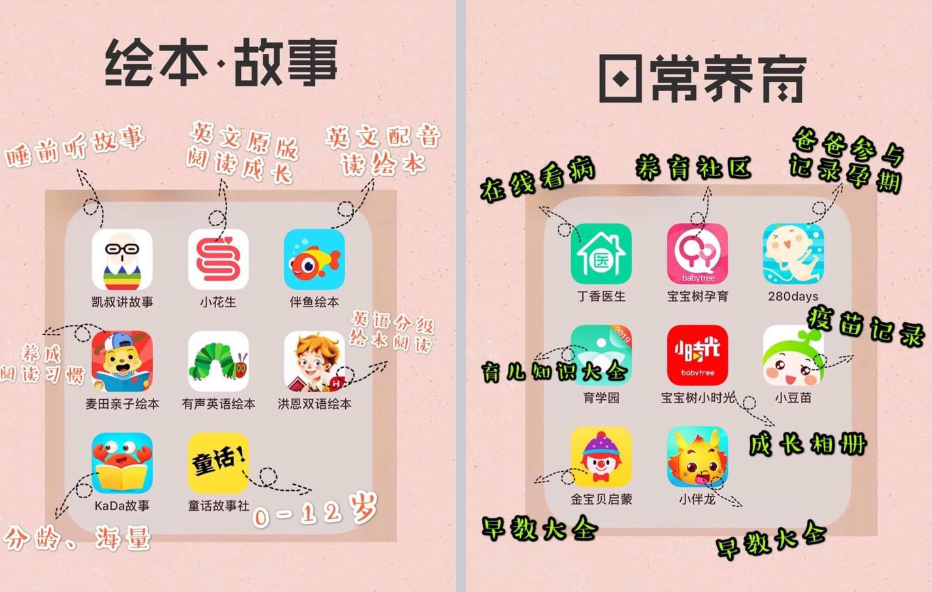 绘本·故事
睡前听故事
英文原版
阅读成长
英文配音
读绘本
凯叔讲故事
小花生
伴鱼绘本
养成
阅读习惯
英语分级
绘本阅读
麦田亲子绘本
有声英语绘本
洪恩双语绘本
童话!
KaDa故事
童话故事社
分龄、海量
0-12岁
日常养育
在线看病
养育社区
爸爸参与
记录孕期
医
babytree
丁香医生
宝宝树孕育
280days
疫苗记录
2019
小时光
babytree
育儿知识大全
育学园
宝宝树小时光
小豆苗
成长相册
金宝贝启蒙
小伴龙
早教大全
早教大全